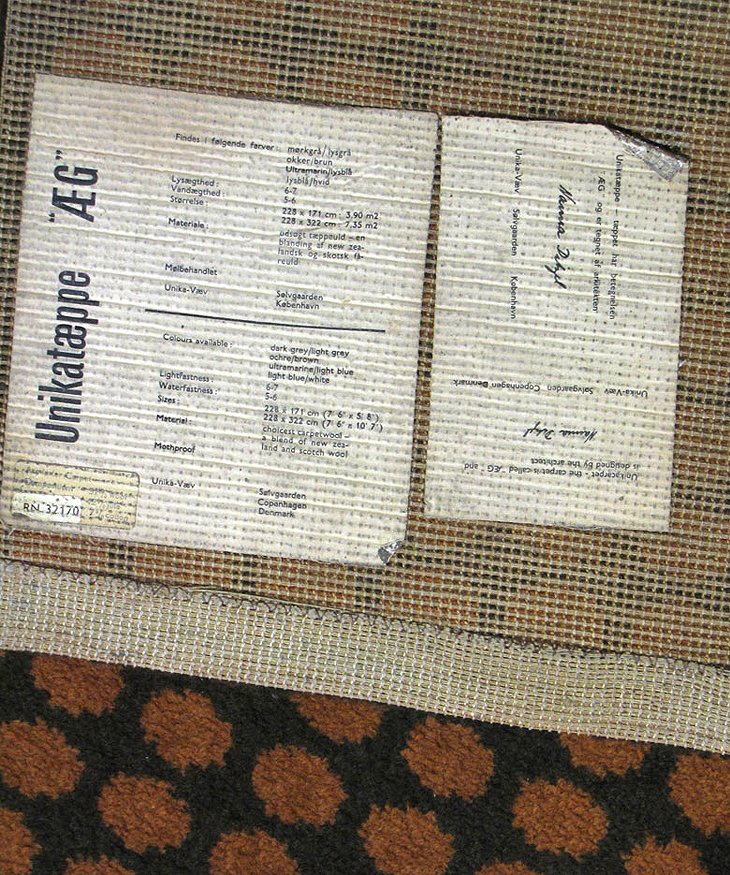 Unikatæppe "ÆG"
Findes i følgende farver: mørkgrå/lysgrå
okker/brun
Ultramarin/lysblå
lysblå/hvid
Lysægthed: 6-7
Vandægthed: 5-6
Størrelse: 228 x 171 cm: 3,90 m2
228 x 322 cm: 7,35 m2
Materiale: udsøgt tæppeuld – en
blanding af new zea-
landsk og skotsk få-
reuld
Mølbehandlet
Unika-Væv Sølvgaarden
København
Colours available: dark grey/light grey
ochre/brown
ultramarine/light blue
light blue/white
Lightfastness: 6-7
Waterfastness: 5-6
Sizes: 228 x 171 cm (7' 6" x 5' 8")
228 x 322 cm (7' 6" x 10' 7")
Material: choicest carpetwool –
a blend of new zea-
land and scotch wool
Mothproof
Unika-Væv Sølvgaarden
Copenhagen
Denmark
RN 32170
Unikatæppe - tæppet har betegnelsen
"ÆG" og er tegnet af arkitekten
Unika-Væv Sølvgaarden København
Unikacarpet - the carpet is called "ÆG" and
is designed by the architect
Unika-Væv Sølvgaarden Copenhagen Denmark